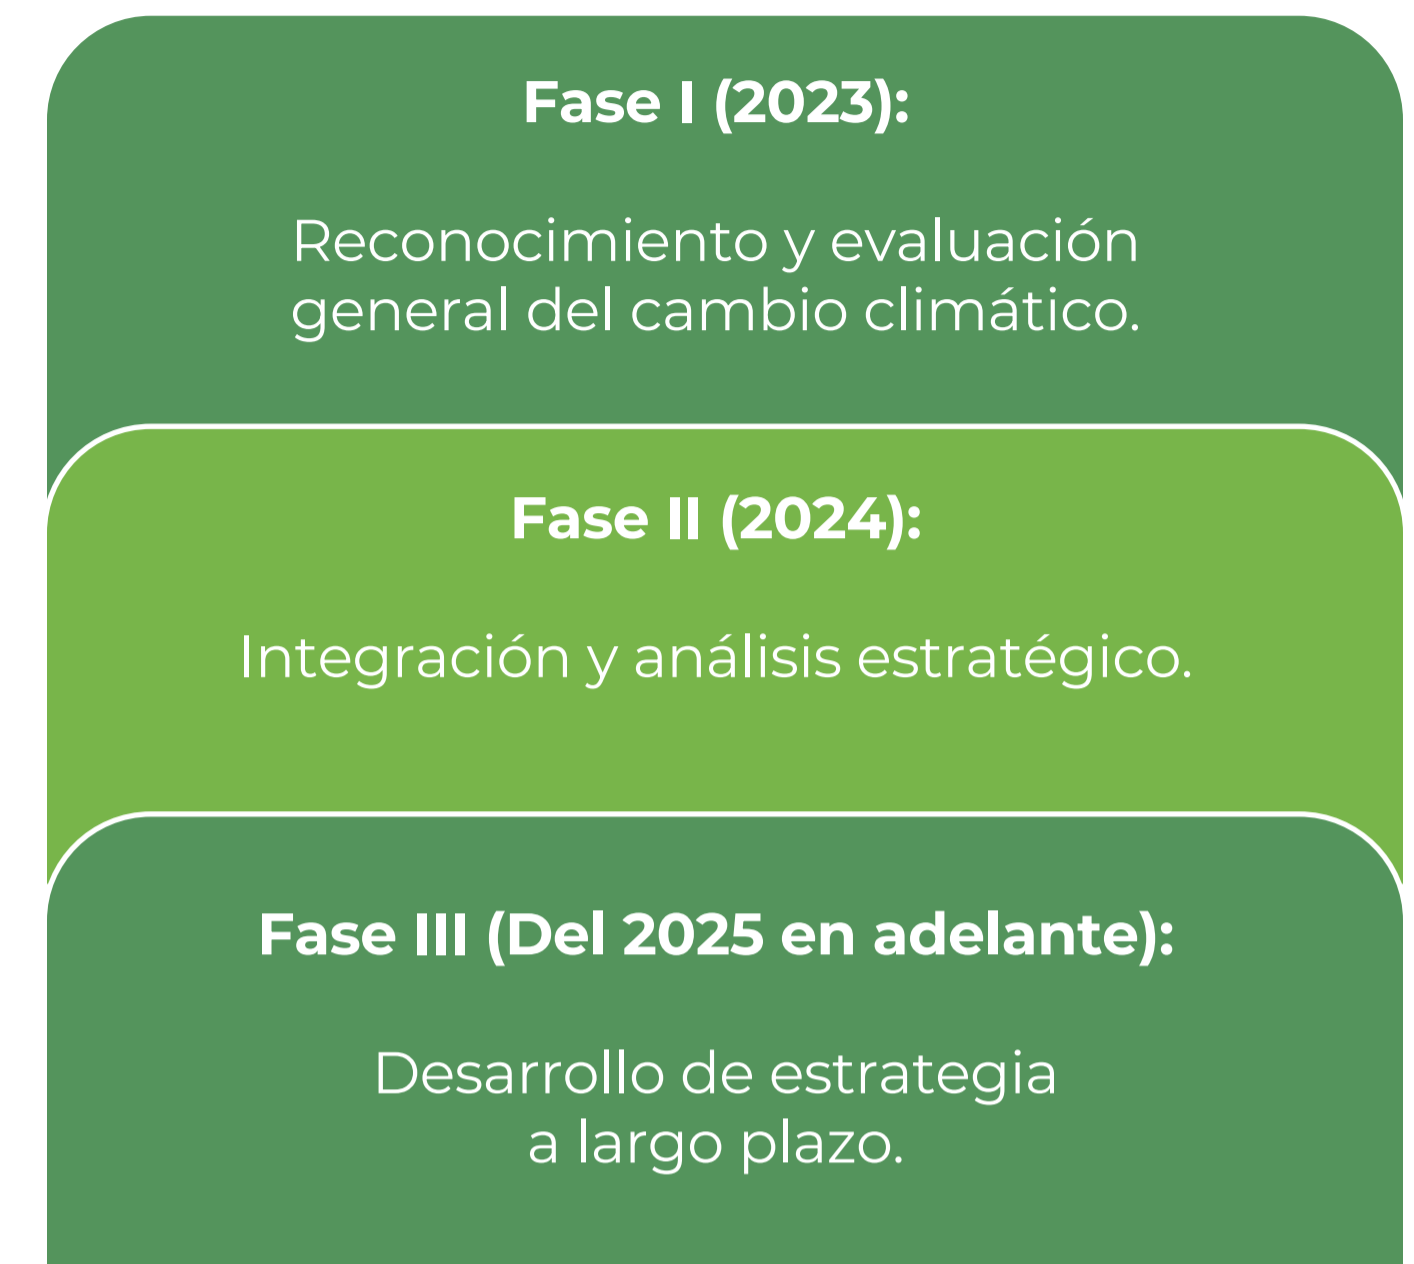 Fase I (2023):
Reconocimiento y evaluación
general del cambio climático.
Fase II (2024):
Integración y análisis estratégico.
Fase III (Del 2025 en adelante):
Desarrollo de estrategia
a largo plazo.